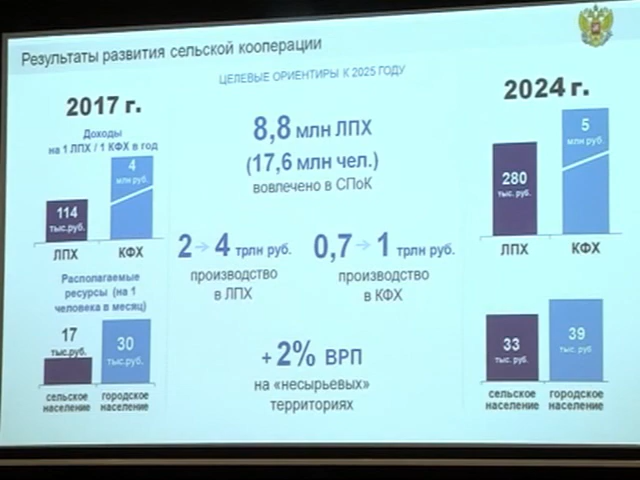 Результаты развития сельской кооперации
ЦЕЛЕВЫЕ ОРИЕНТИРЫ К 2025 ГОДУ
2017 г.
Доходы
на 1 ЛПХ / 1 КФХ в год
114
тыс.руб.
4
млн руб.
ЛПХ
КФХ
Располагаемые
ресурсы (на 1
человека в месяц)
17
тыс.руб.
30
тыс.руб.
сельское
население
городское
население
8,8 млн ЛПХ
(17,6 млн чел.)
вовлечено в СПоК
2→4 трлн руб.
производство
в ЛПХ
0,7→1 трлн руб.
производство
в КФХ
+ 2% ВРП
на «несырьевых»
территориях
2024 г.
280
тыс. руб.
5
млн руб.
ЛПХ
КФХ
33
тыс. руб.
39
тыс. руб.
сельское
население
городское
население